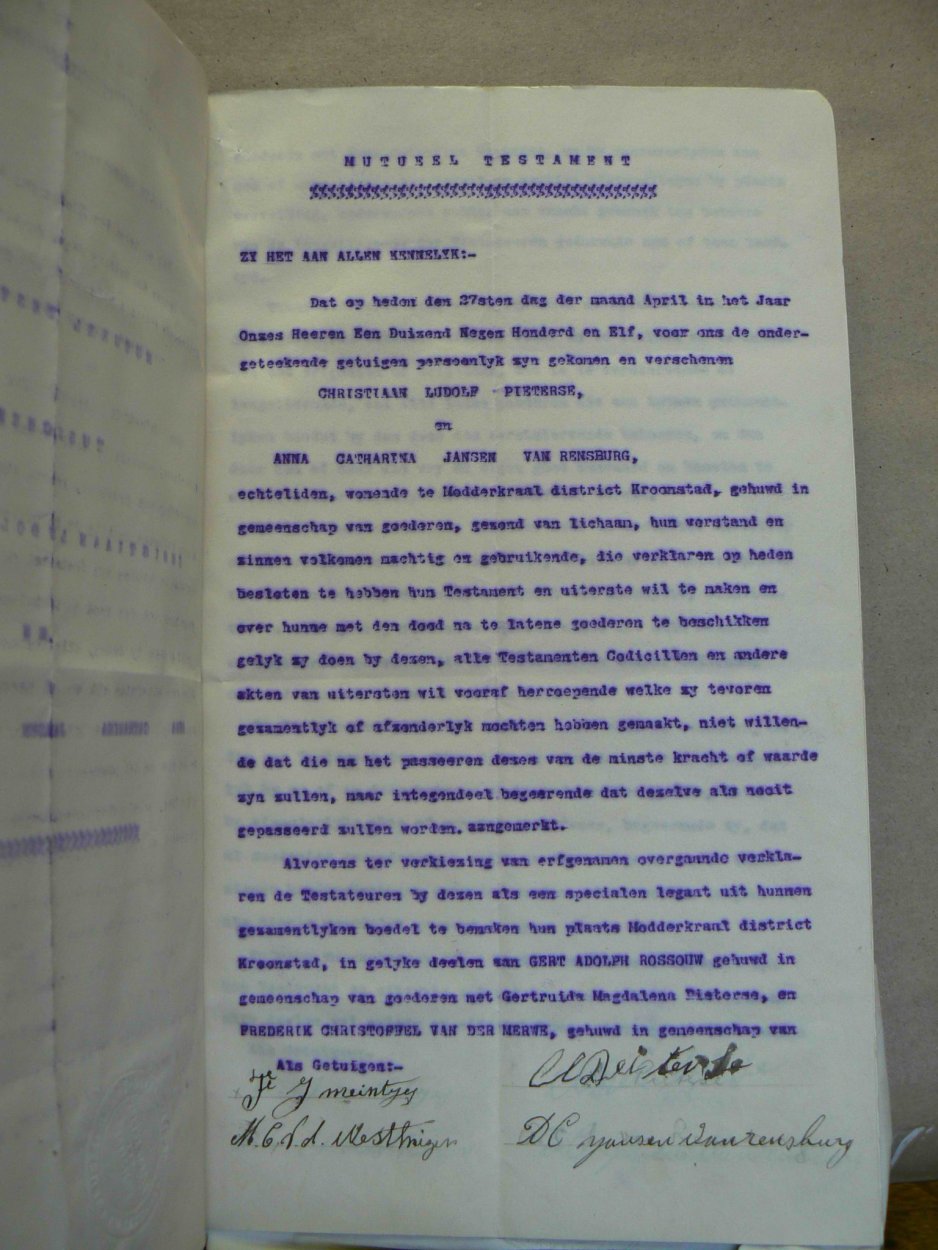 MUTUEEL TESTAMENT
ZY HET AAN ALLEN KENNELYK:-
Dat op heden den 27sten dag der maand April in het Jaar
Onzes Heeren Een Duizend Negen Honderd en Elf, voor ons de onder-
geteekende getuigen persoonlyk zyn gekomen en verschenen
CHRISTIAAN LUDOLF PIETERSE,
en
ANNA CATHARINA JANSEN VAN RENSBURG,
echteliden, wonende te Modderkraal district Kroonstad, gehuwd in
gemeenschap van goederen, gezond van lichaam, hun verstand en
zinnen volkomen machtig en gebruikende, die verklaren op heden
besloten te hebben hun Testament en uiterste wil te maken en
over hunne met den dood na te latene goederen te beschikken
gelyk zy doen by dezen, alle Testamenten Codicillen en andere
akten van uitersten wil vooraf herroepende welke zy tevoren
gezamentlyk of afzonderlyk mochten hebben gemaakt, niet willen-
de dat die na het passeeren dezes van de minste kracht of waarde
zyn zullen, maar integendeel begeerende dat dezelve als nooit
gepasseerd zullen worden. aangemerkt.
Alvorens ter verkiezing van erfgenamen overgaande verkla-
ren de Testateuren by dezen als een specialen legaat uit hunnen
gezamentlyken boedel te bemaken hun plaats Modderkraal district
Kroonstad, in gelyke deelen aan GERT ADOLPH ROSSOUW gehuwd in
gemeenschap van goederen met Gertruida Magdalena Pieterse, en
FREDERIK CHRISTOFFEL VAN DER MERWE, gehuwd in gemeenschap van
Als Getuigen:-
J meintjes
Pieterse
M.C. v.d. Westhuizen
DC yansen van rensburg